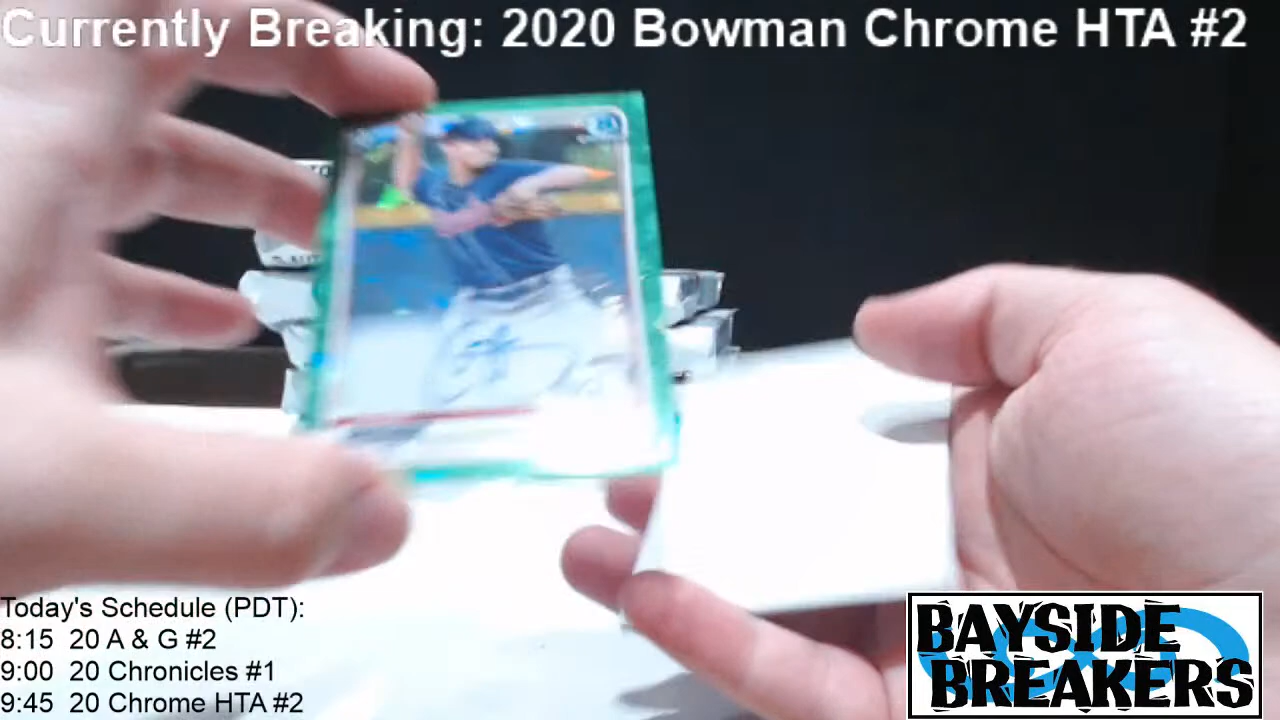 Currently Breaking: 2020 Bowman Chrome HTA #2
Today's Schedule (PDT):
8:15 20 A & G #2
9:00 20 Chronicles #1
9:45 20 Chrome HTA #2
BAYSIDE
BREAKERS